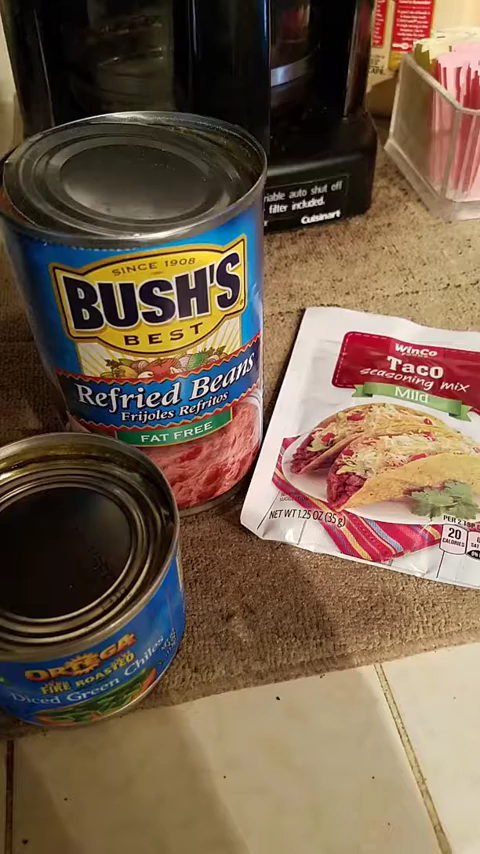 riable auto shut off
filter included.
Cuisinart
SINCE 1908
BUSH'S
BEST
Refried Beans
Frijoles Refritos
FAT FREE
WinCo
Taco
seasoning mix
Mild
NET WT 1.25 OZ (35g)
20
CALORIES
ORTEGA
FIRE ROASTED
Diced Green Chiles